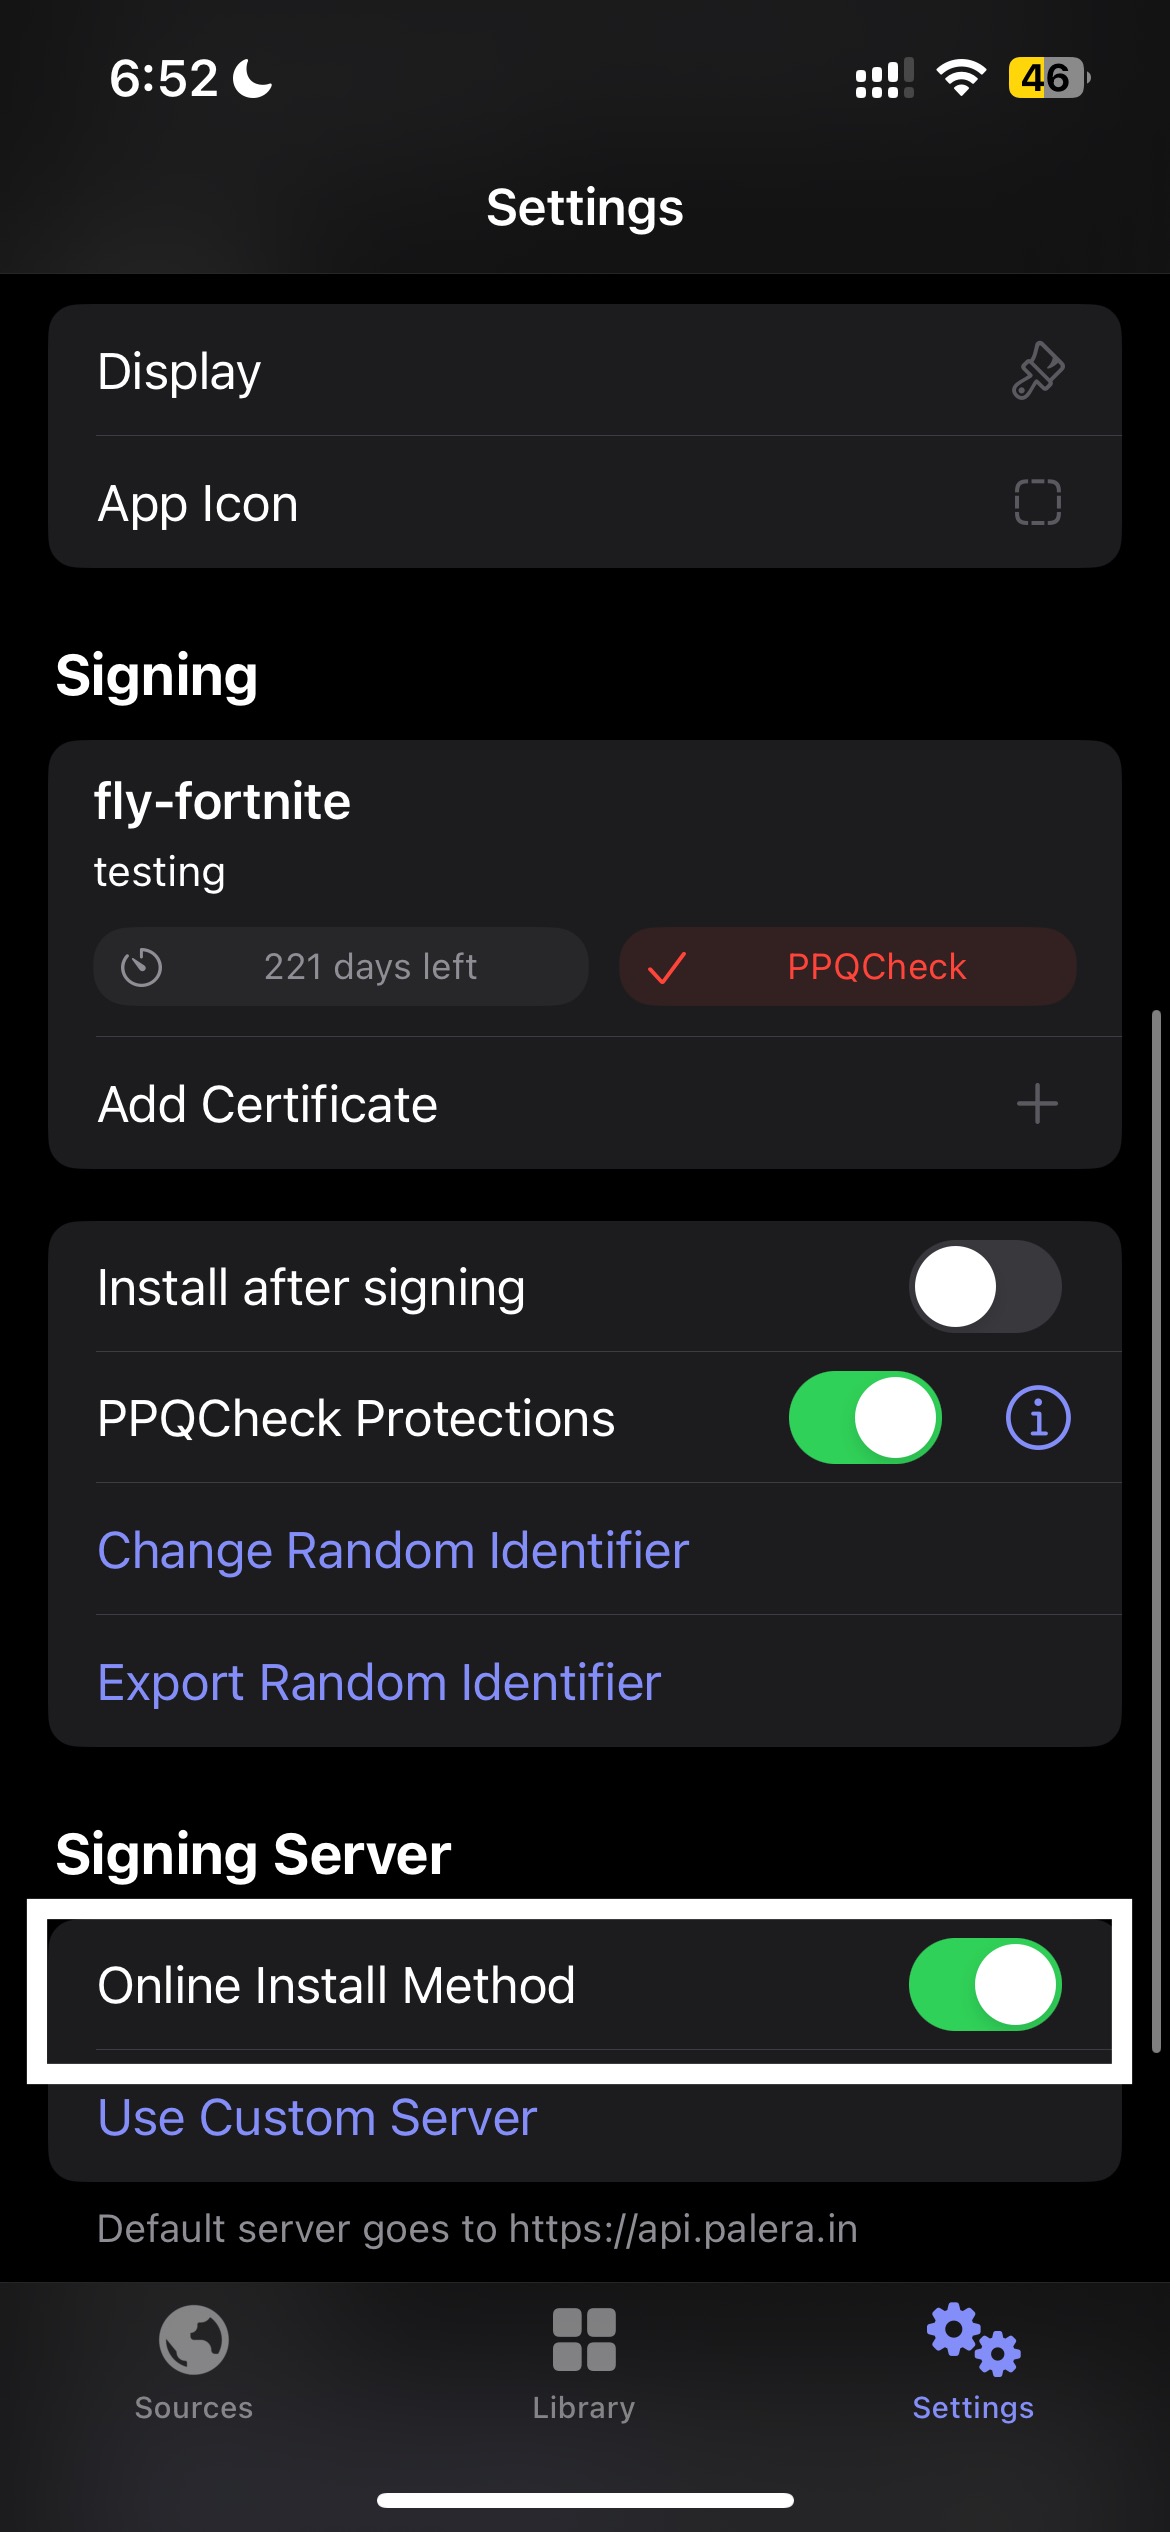 6:52
46
Settings
Display
App Icon
Signing
fly-fortnite
testing
221 days left
PPQCheck
Add Certificate
Install after signing
PPQCheck Protections
Change Random Identifier
Export Random Identifier
Signing Server
Online Install Method
Use Custom Server
Default server goes to https://api.palera.in
Sources
Library
Settings